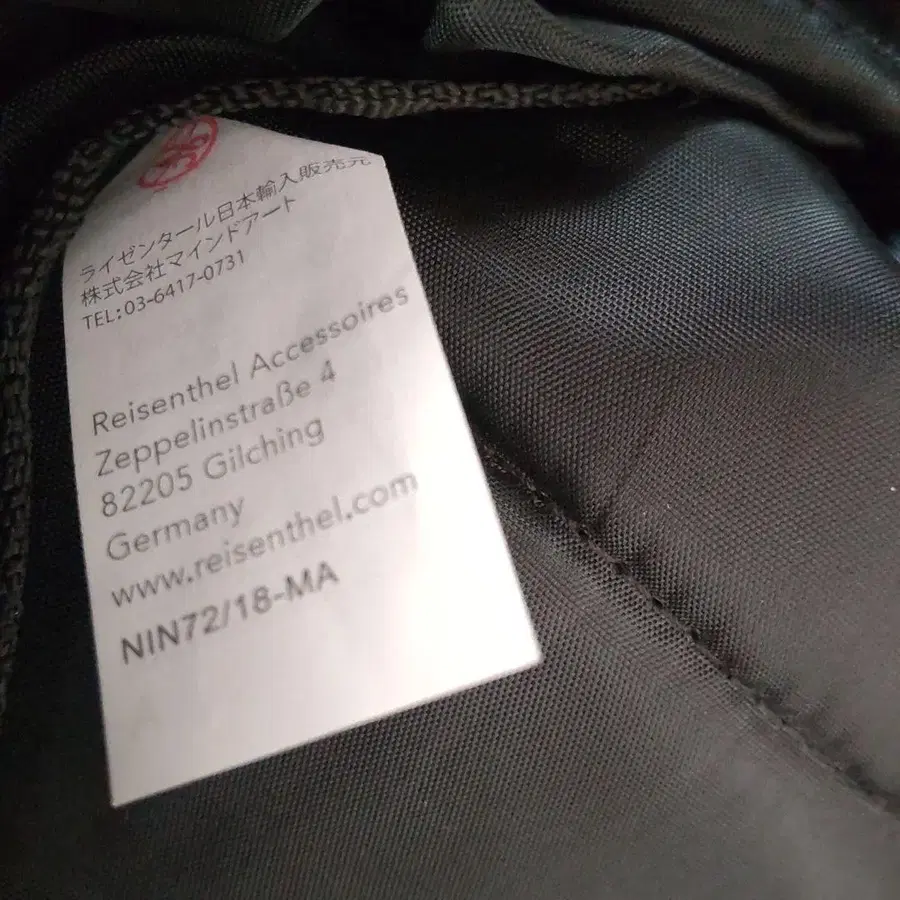 ライゼンタール日本輸入販売元
株式会社マインドアート
TEL:03-6417-0731
Reisenthel Accessoires
Zeppelinstraße 4
82205 Gilching
Germany
www.reisenthel.com
NIN72/18-MA